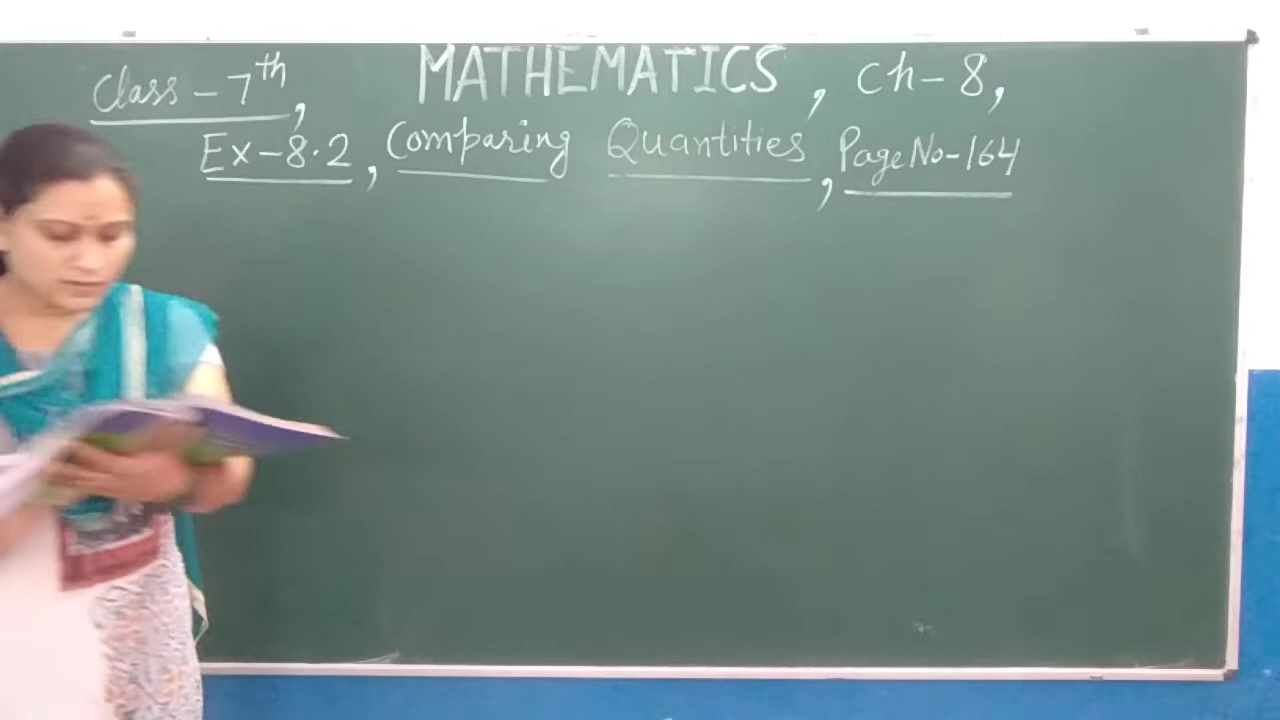 Class - 7th, MATHEMATICS, Ch - 8,
Ex - 8.2, Comparing Quantities, Page No - 164